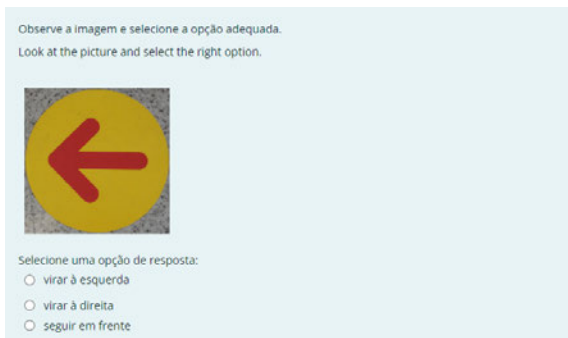 Observe a imagem e selecione a opção adequada.
Look at the picture and select the right option.
Selecione uma opção de resposta:
virar à esquerda
virar à direita
seguir em frente